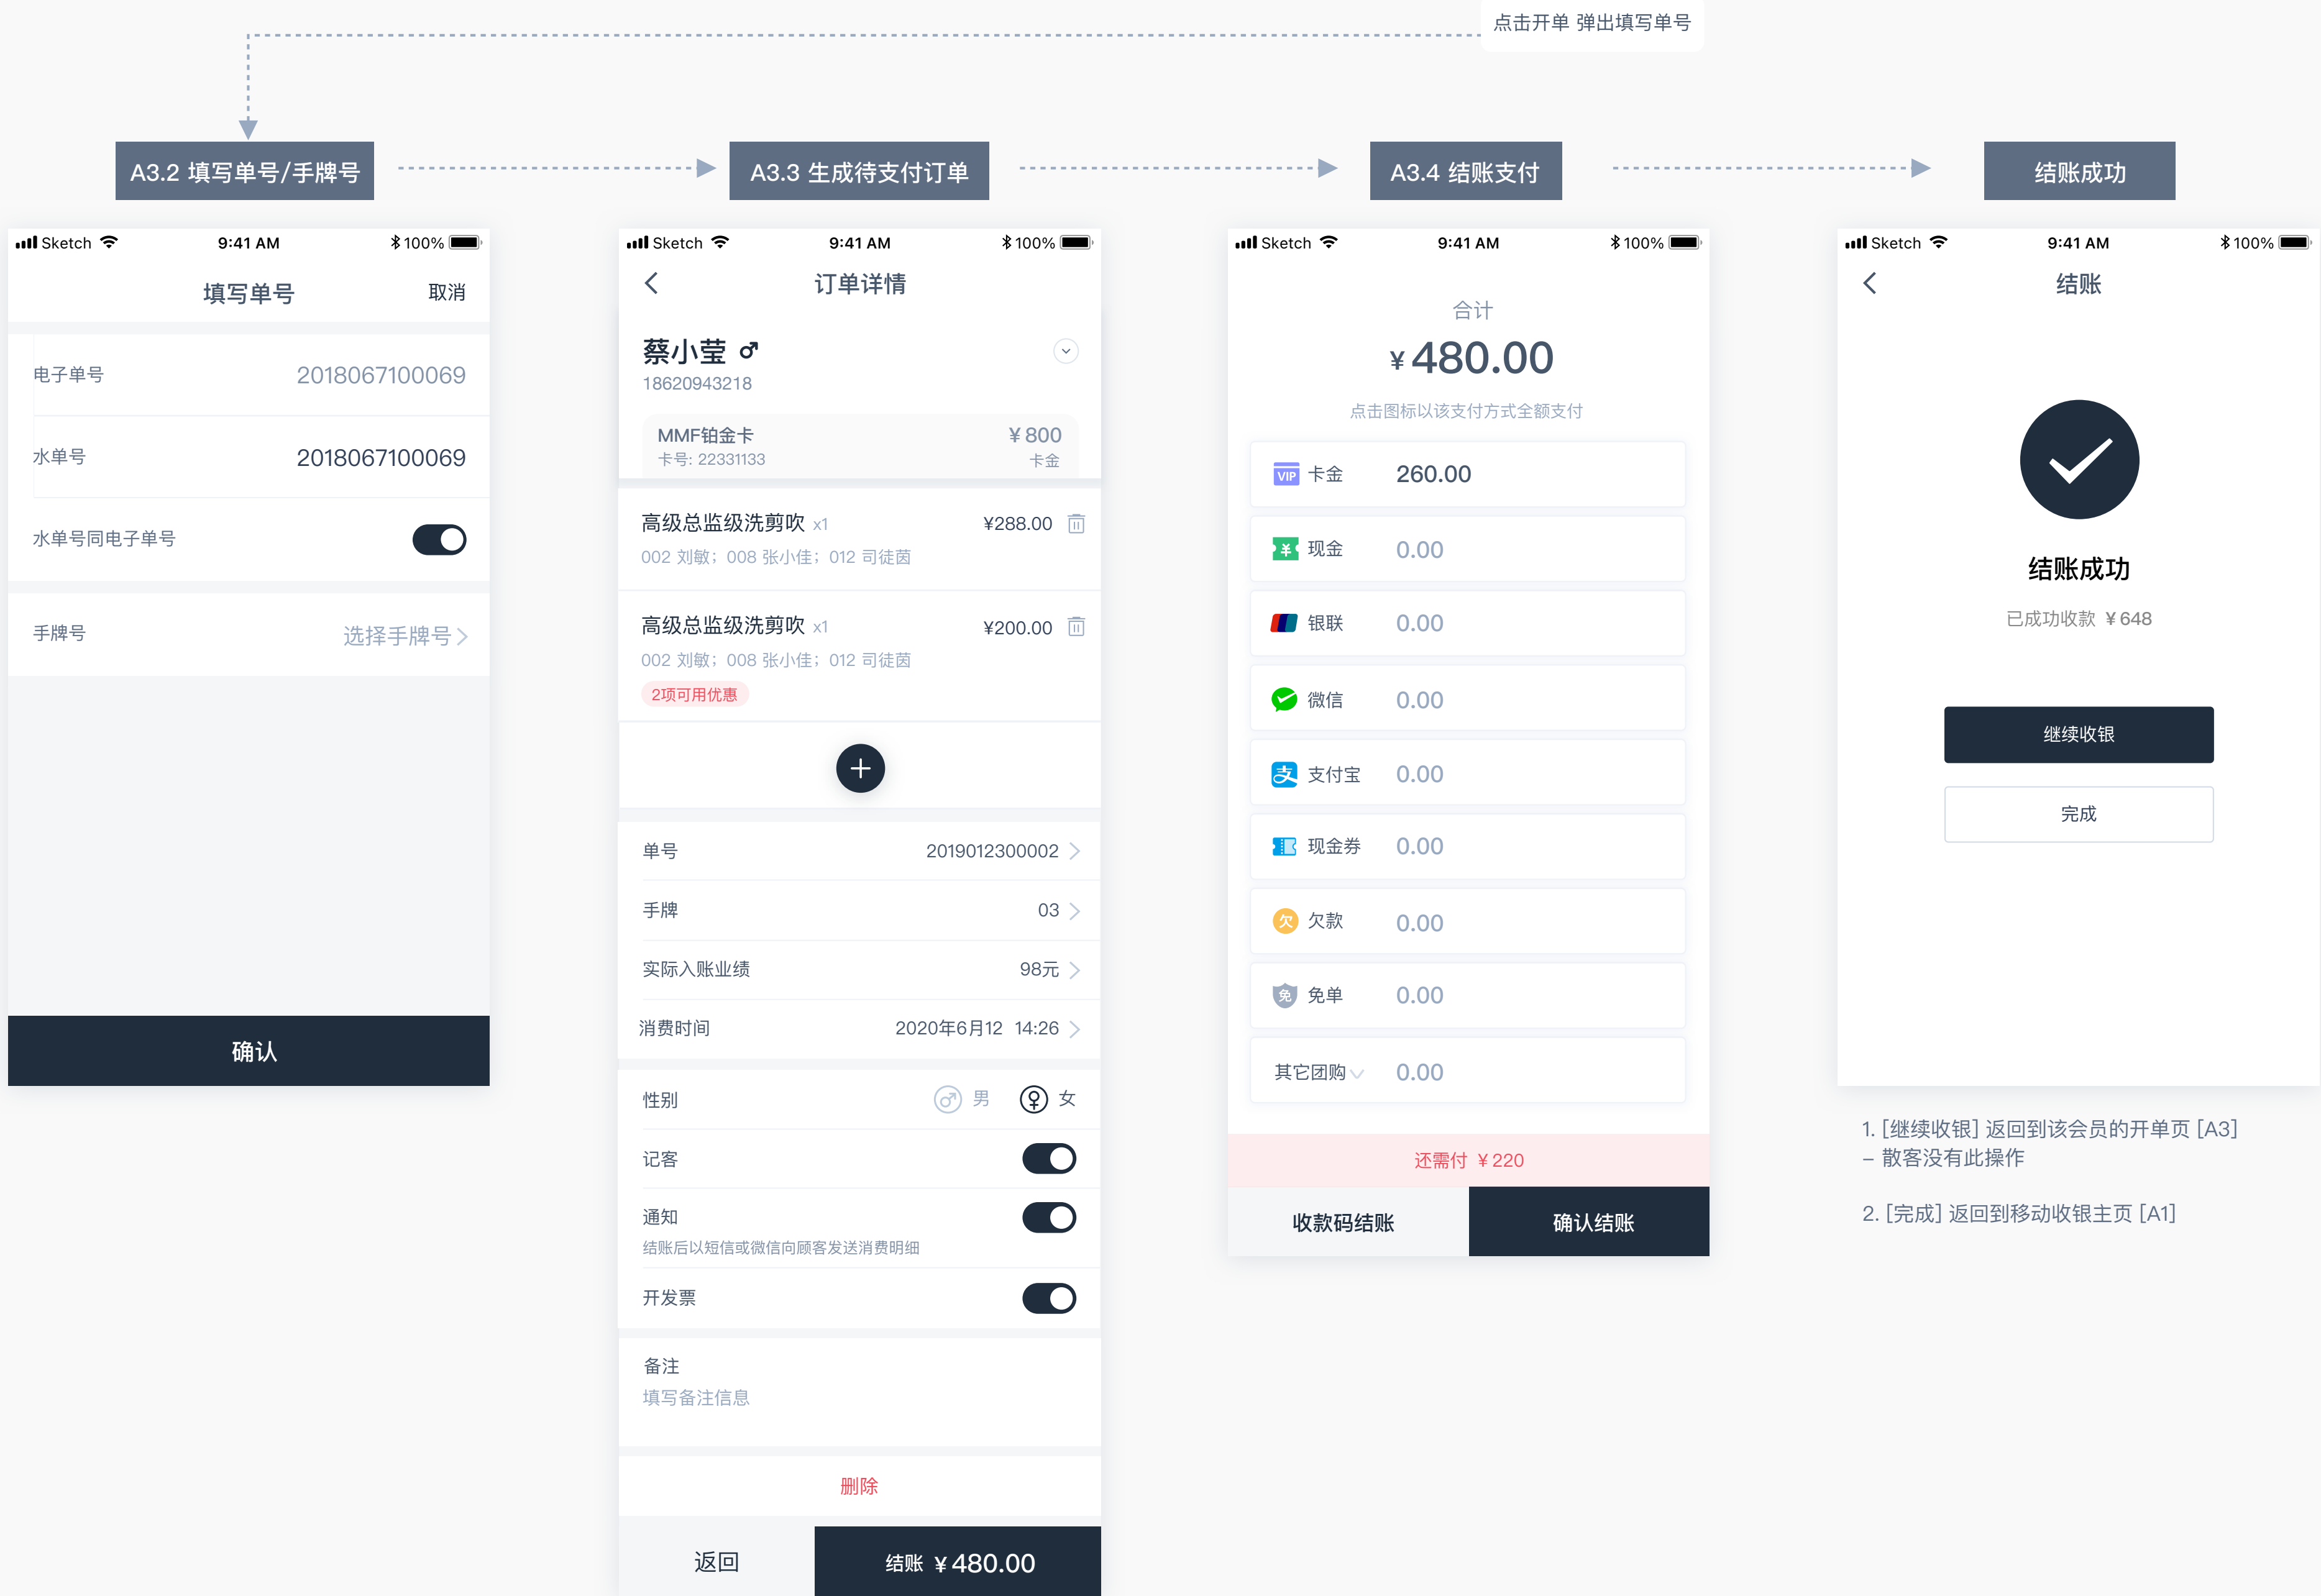 点击开单 弹出填写单号
A3.2 填写单号/手牌号
A3.3 生成待支付订单
A3.4 结账支付
结账成功
Sketch 9:41 AM 100%
填写单号 取消
电子单号 2018067100069
水单号 2018067100069
水单号同电子单号
手牌号 选择手牌号
确认
Sketch 9:41 AM 100%
订单详情
蔡小莹
18620943218
MMF铂金卡 ¥800
卡号: 22331133 卡金
高级总监级洗剪吹 x1 ¥288.00
002 刘敏；008 张小佳；012 司徒茵
高级总监级洗剪吹 x1 ¥200.00
002 刘敏；008 张小佳；012 司徒茵
2项可用优惠
单号 2019012300002
手牌 03
实际入账业绩 98元
消费时间 2020年6月12 14:26
性别 男 女
记客
通知
结账后以短信或微信向顾客发送消费明细
开发票
备注
填写备注信息
删除
返回 结账 ¥480.00
Sketch 9:41 AM 100%
合计
¥480.00
点击图标以该支付方式全额支付
VIP 卡金 260.00
¥ 现金 0.00
银联 0.00
微信 0.00
支 支付宝 0.00
现金券 0.00
欠 欠款 0.00
免 免单 0.00
其它团购 0.00
还需付 ¥220
收款码结账 确认结账
Sketch 9:41 AM 100%
结账
结账成功
已成功收款 ¥648
继续收银
完成
1. [继续收银] 返回到该会员的开单页 [A3]
– 散客没有此操作
2. [完成] 返回到移动收银主页 [A1]